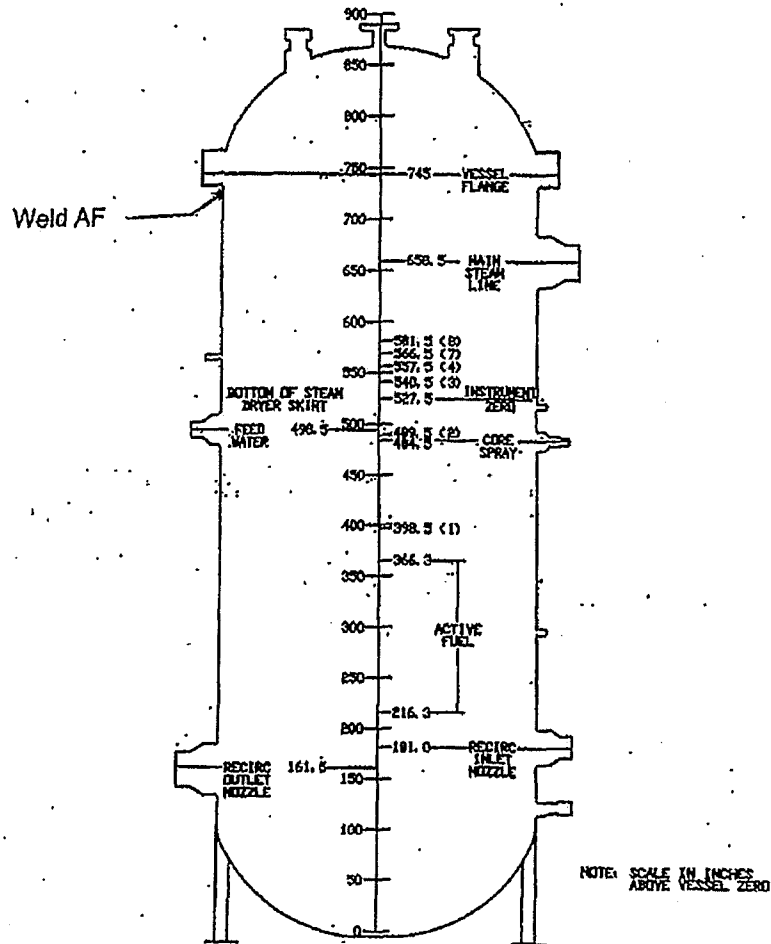 900
850
800
750
745 VESSEL
FLANGE
Weld AF
700
658.5 MAIN
STEAM
LINE
650
600
581.5 (8)
566.5 (7)
557.5 (4)
550
540.5 (3)
BOTTOM OF STEAM
DRYER SKIRT
INSTRUMENT
ZERO
527.5
500
FEED
WATER
498.5
489.5 (2)
484.5
CORE
SPRAY
450
400
398.5 (1)
366.3
350
300
ACTIVE
FUEL
250
216.3
200
RECIRC
INLET
NOZZLE
RECIRC
OUTLET
NOZZLE
161.5
150
100
NOTE: SCALE IN INCHES
ABOVE VESSEL ZERO
50
0